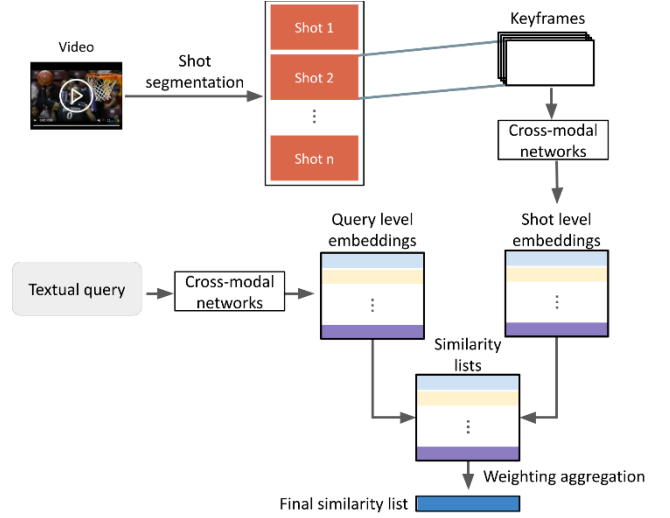 Video
Shot
segmentation
Shot 1
Shot 2
⋮
Shot n
Keyframes
Cross-modal
networks
Shot level
embeddings
⋮
Query level
embeddings
⋮
Textual query
Cross-modal
networks
Similarity
lists
⋮
Weighting aggregation
Final similarity list